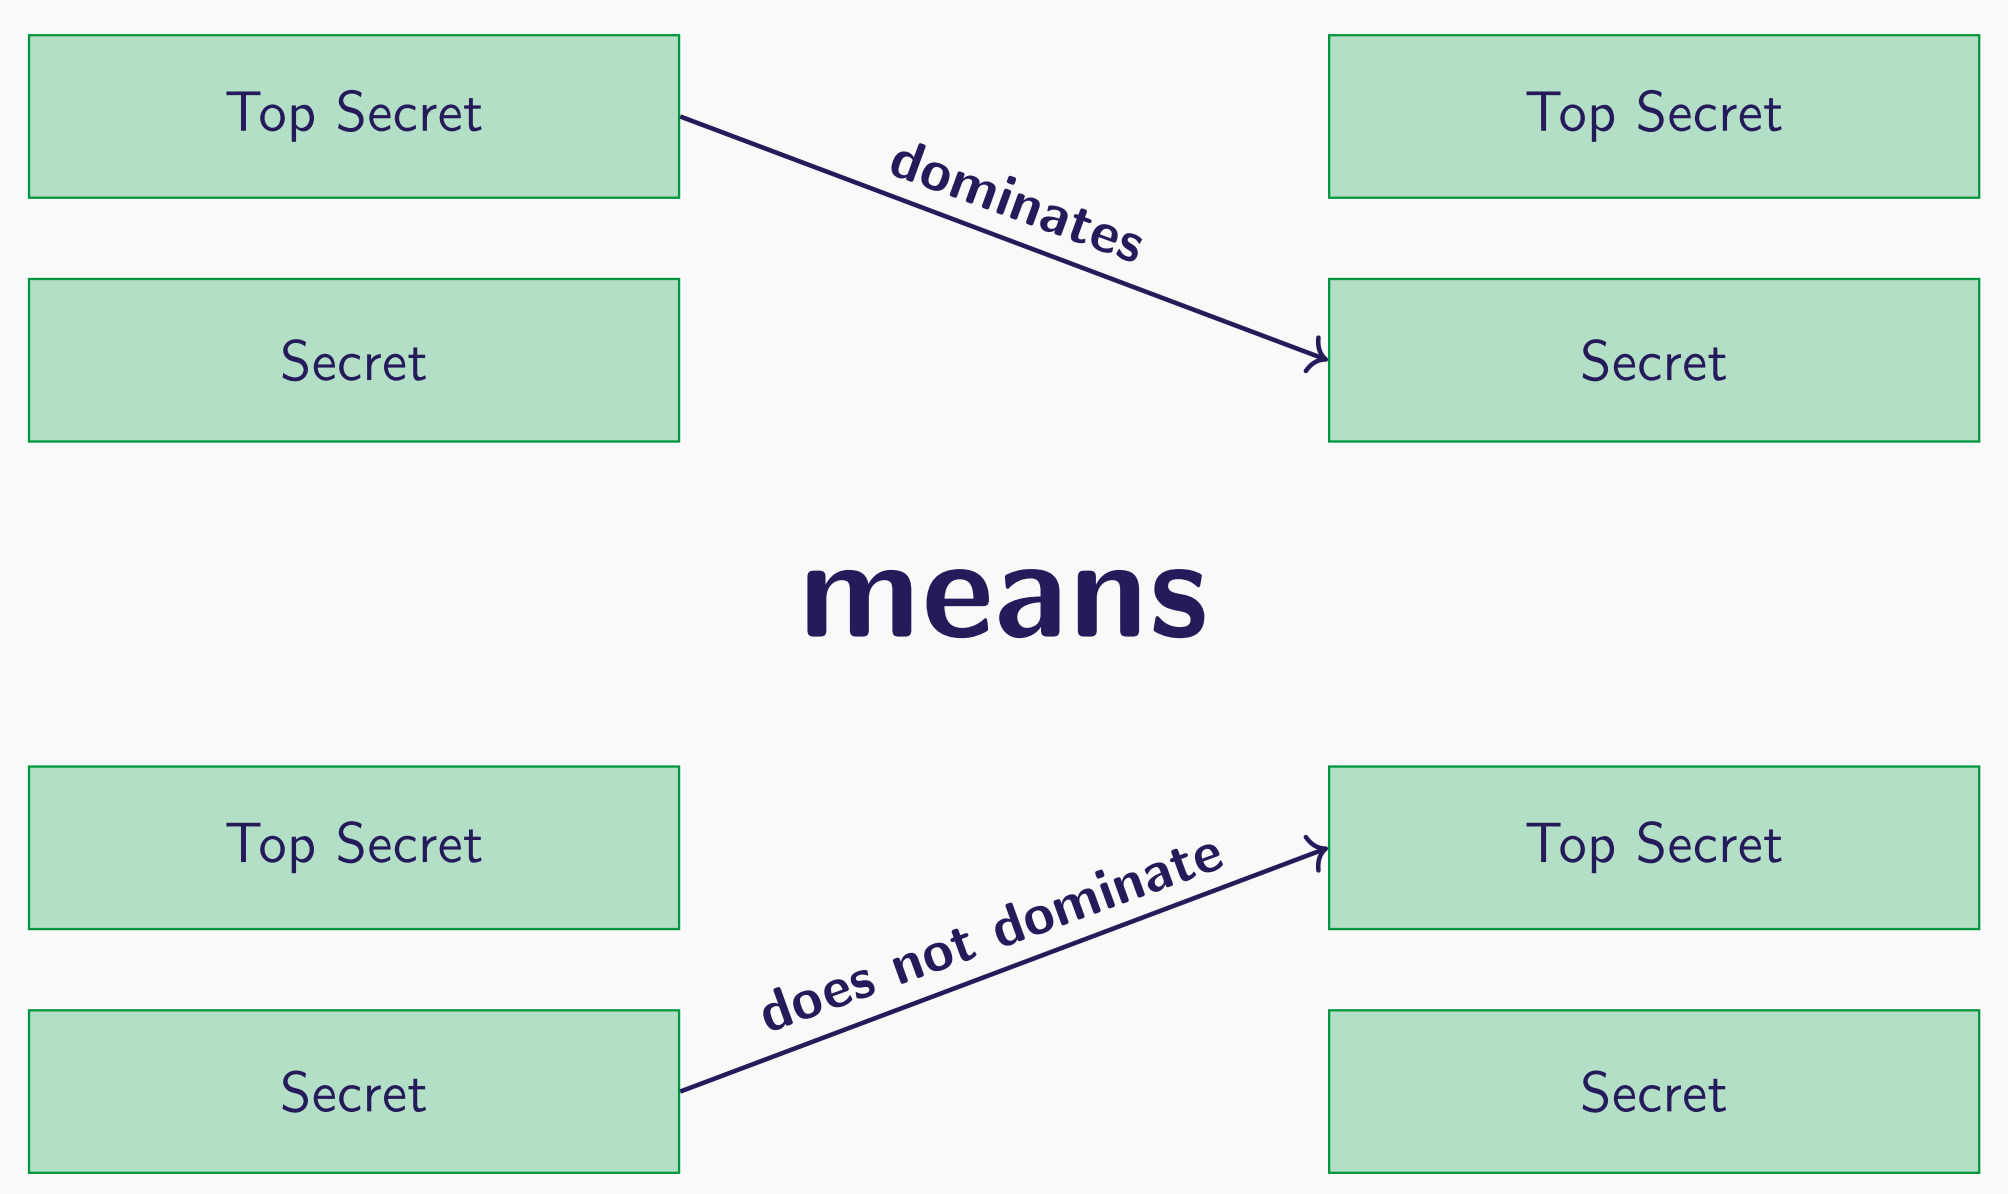 Top Secret
Top Secret
dominates
Secret
Secret
means
Top Secret
Top Secret
does not dominate
Secret
Secret